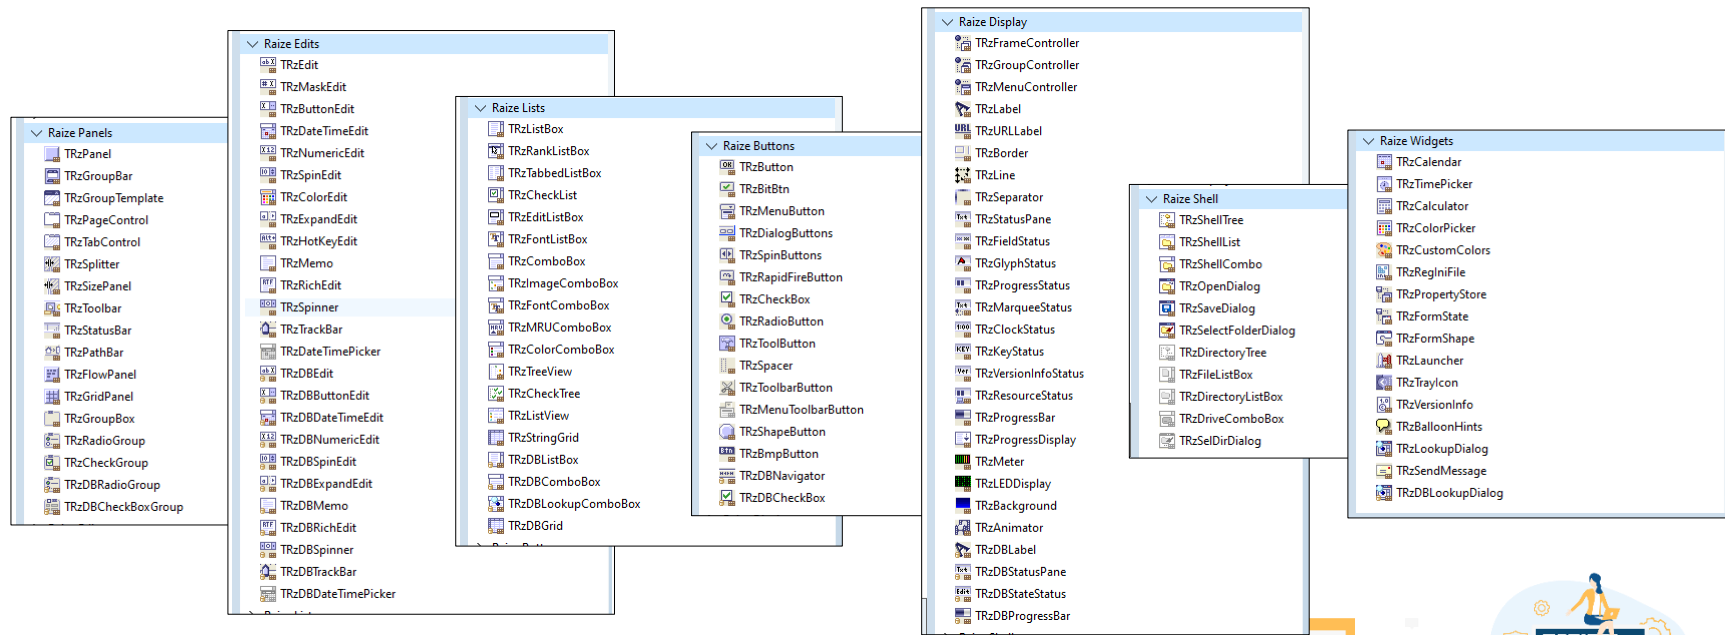 Raize Panels
TRzPanel
TRzGroupBar
TRzGroupTemplate
TRzPageControl
TRzTabControl
TRzSplitter
TRzSizePanel
TRzToolbar
TRzStatusBar
TRzPathBar
TRzFlowPanel
TRzGridPanel
TRzGroupBox
TRzRadioGroup
TRzCheckGroup
TRzDBRadioGroup
TRzDBCheckBoxGroup
Raize Edits
TRzEdit
TRzMaskEdit
TRzButtonEdit
TRzDateTimeEdit
TRzNumericEdit
TRzSpinEdit
TRzColorEdit
TRzExpandEdit
TRzHotKeyEdit
TRzMemo
TRzRichEdit
TRzSpinner
TRzTrackBar
TRzDateTimePicker
TRzDBEdit
TRzDBButtonEdit
TRzDBDateTimeEdit
TRzDBNumericEdit
TRzDBSpinEdit
TRzDBExpandEdit
TRzDBMemo
TRzDBRichEdit
TRzDBSpinner
TRzDBTrackBar
TRzDBDateTimePicker
Raize Lists
TRzListBox
TRzRankListBox
TRzTabbedListBox
TRzCheckList
TRzEditListBox
TRzFontListBox
TRzComboBox
TRzImageComboBox
TRzFontComboBox
TRzMRUComboBox
TRzColorComboBox
TRzTreeView
TRzCheckTree
TRzListView
TRzStringGrid
TRzDBListBox
TRzDBComboBox
TRzDBLookupComboBox
TRzDBGrid
Raize Buttons
TRzButton
TRzBitBtn
TRzMenuButton
TRzDialogButtons
TRzSpinButtons
TRzRapidFireButton
TRzCheckBox
TRzRadioButton
TRzToolButton
TRzSpacer
TRzToolbarButton
TRzMenuToolbarButton
TRzShapeButton
TRzBmpButton
TRzDBNavigator
TRzDBCheckBox
Raize Display
TRzFrameController
TRzGroupController
TRzMenuController
TRzLabel
TRzURLLabel
TRzBorder
TRzLine
TRzSeparator
TRzStatusPane
TRzFieldStatus
TRzGlyphStatus
TRzProgressStatus
TRzMarqueeStatus
TRzClockStatus
TRzKeyStatus
TRzVersionInfoStatus
TRzResourceStatus
TRzProgressBar
TRzProgressDisplay
TRzMeter
TRzLEDDisplay
TRzBackground
TRzAnimator
TRzDBLabel
TRzDBStatusPane
TRzDBStateStatus
TRzDBProgressBar
Raize Shell
TRzShellTree
TRzShellList
TRzShellCombo
TRzOpenDialog
TRzSaveDialog
TRzSelectFolderDialog
TRzDirectoryTree
TRzFileListBox
TRzDirectoryListBox
TRzDriveComboBox
TRzSelDirDialog
Raize Widgets
TRzCalendar
TRzTimePicker
TRzCalculator
TRzColorPicker
TRzCustomColors
TRzRegIniFile
TRzPropertyStore
TRzFormState
TRzFormShape
TRzLauncher
TRzTrayIcon
TRzVersionInfo
TRzBalloonHints
TRzLookupDialog
TRzSendMessage
TRzDBLookupDialog